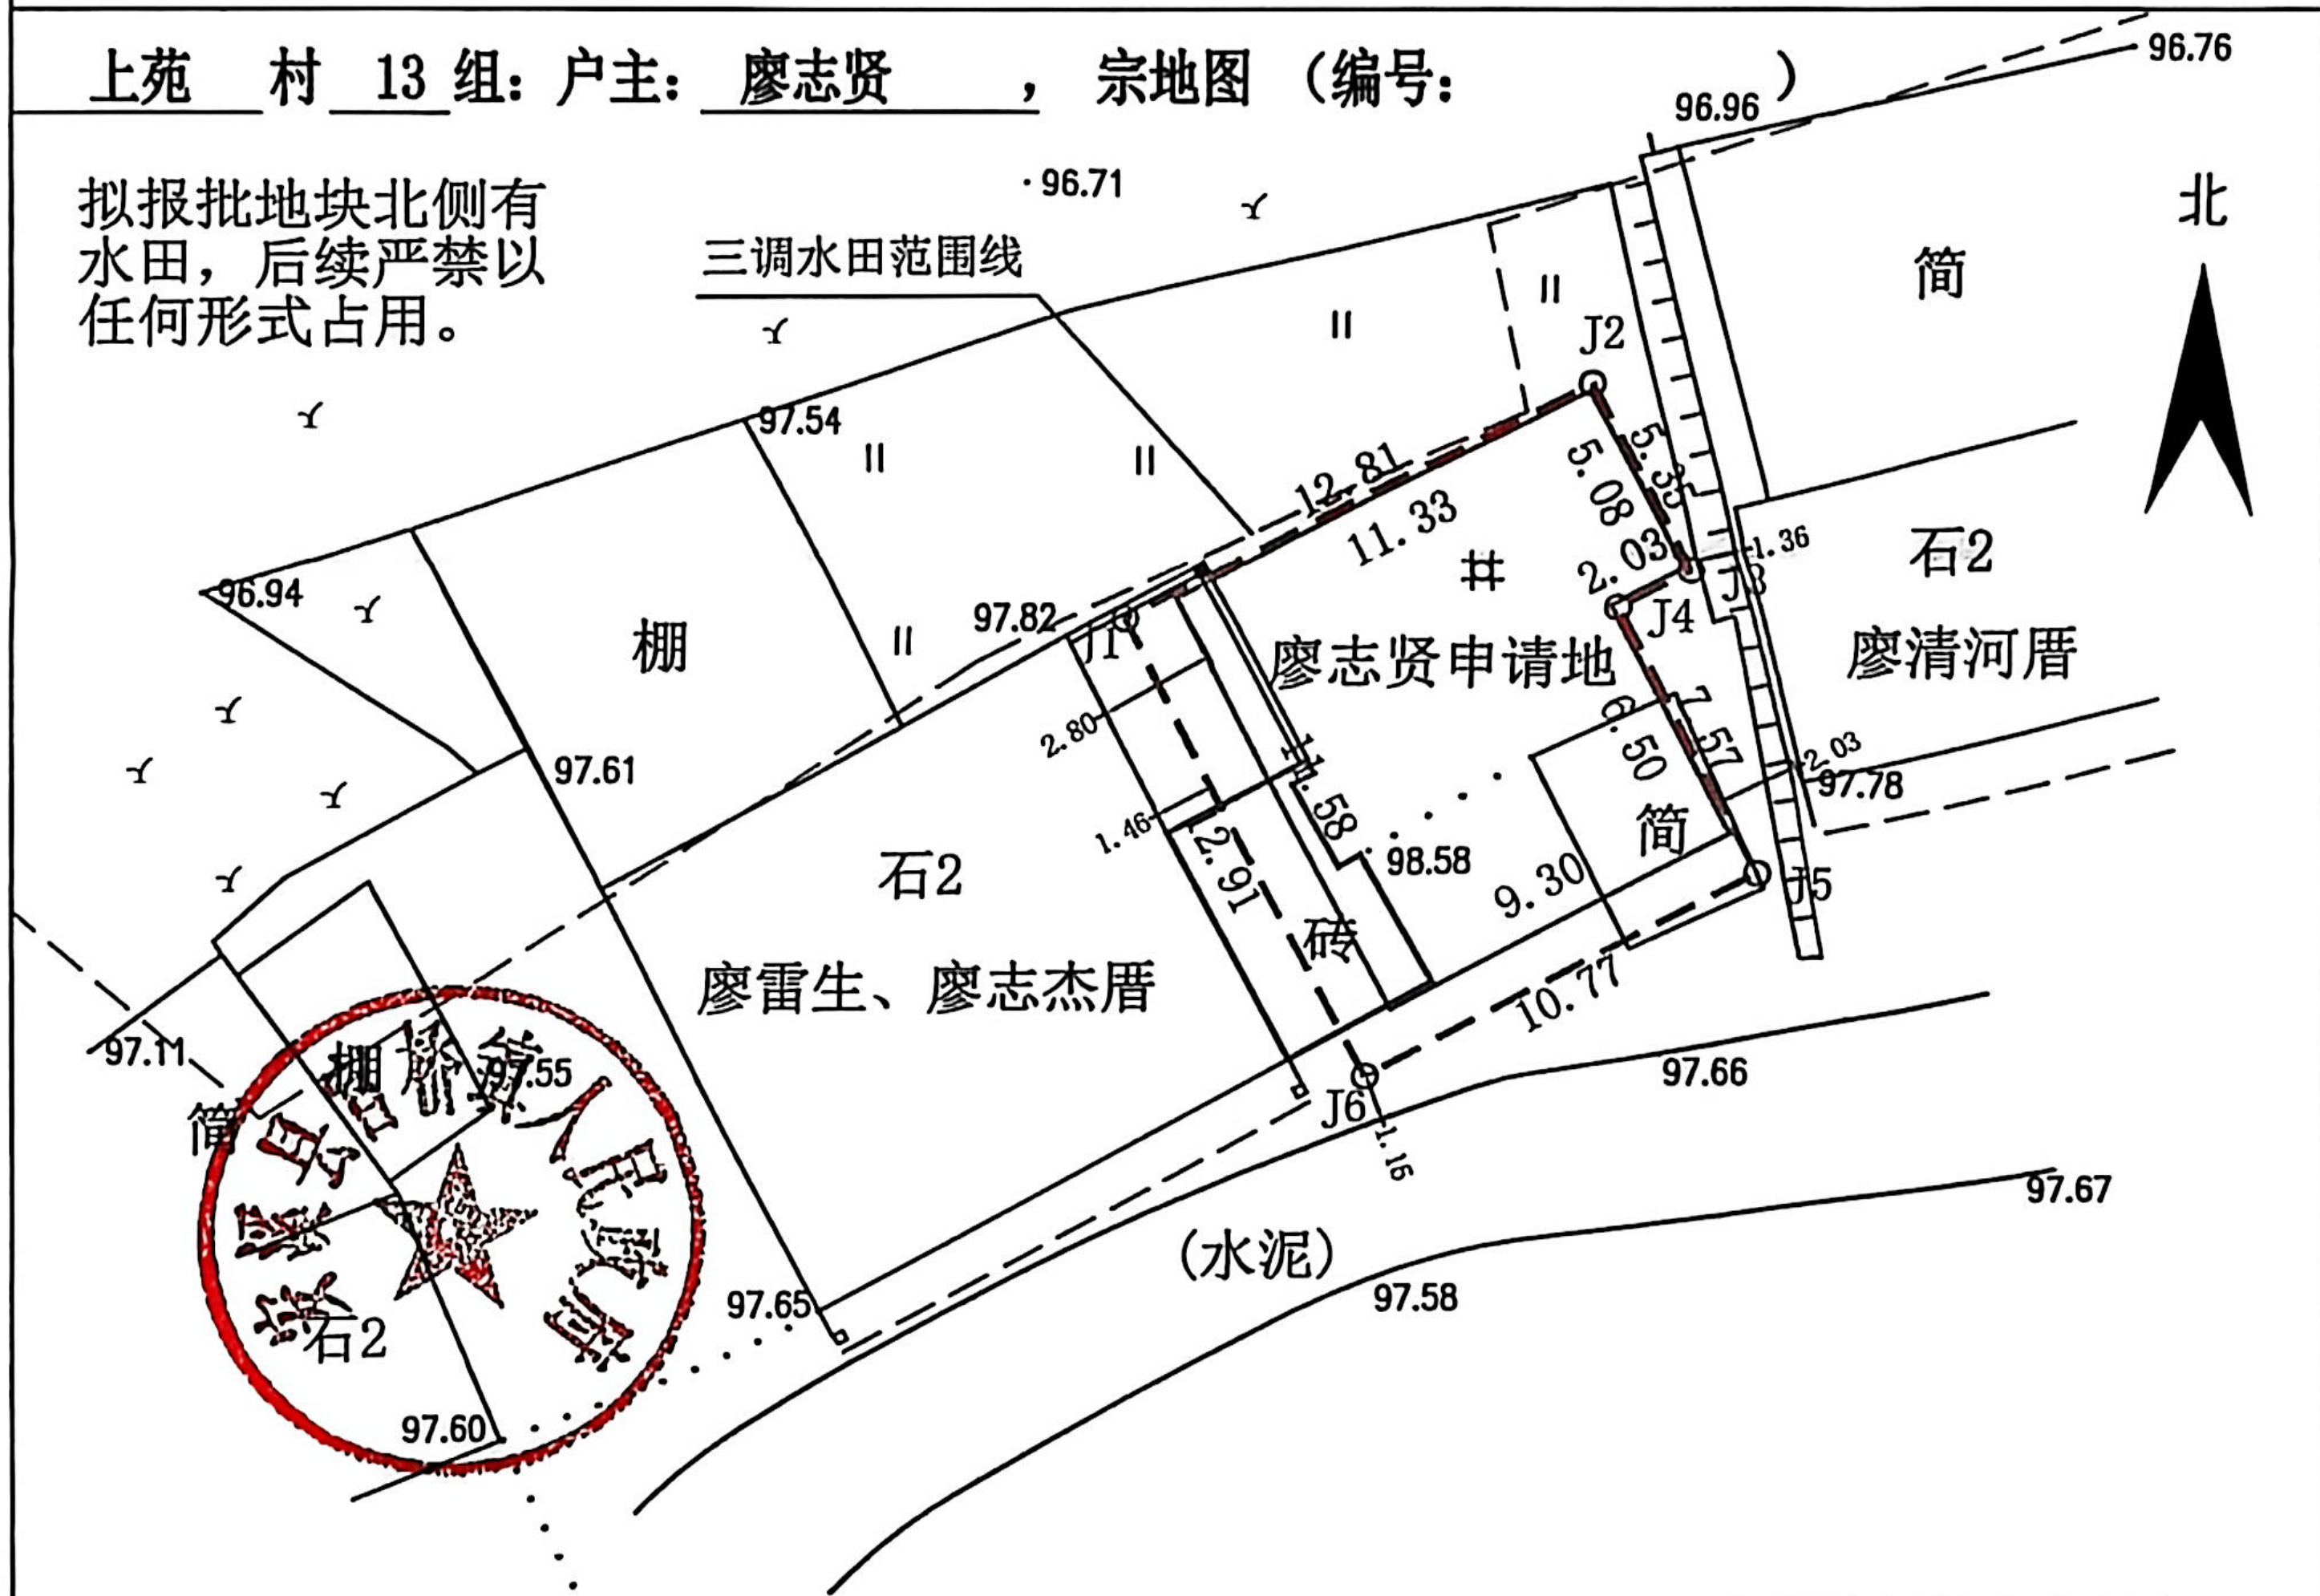 上苑 村 13 组：户主： 廖志贤 ， 宗地图 （编号： ）
96.76
96.96
拟报批地块北侧有
水田，后续严禁以
任何形式占用。
·96.71
北
三调水田范围线
简
J2
97.54
12.81
5.35
5.08
11.33
2.03
1.36
石2
96.94
97.82
井
J3
J4
棚
J1
廖志贤申请地
廖清河厝
2.80
7.57
6.50
2.03
97.61
97.78
1.46
石2
2.91
98.58
简
9.30
J5
砖
廖雷生、廖志杰厝
10.77
97.11
棚
97.66
简
J6
1.15
97.67
(水泥)
97.58
97.65
石2
97.60
人民